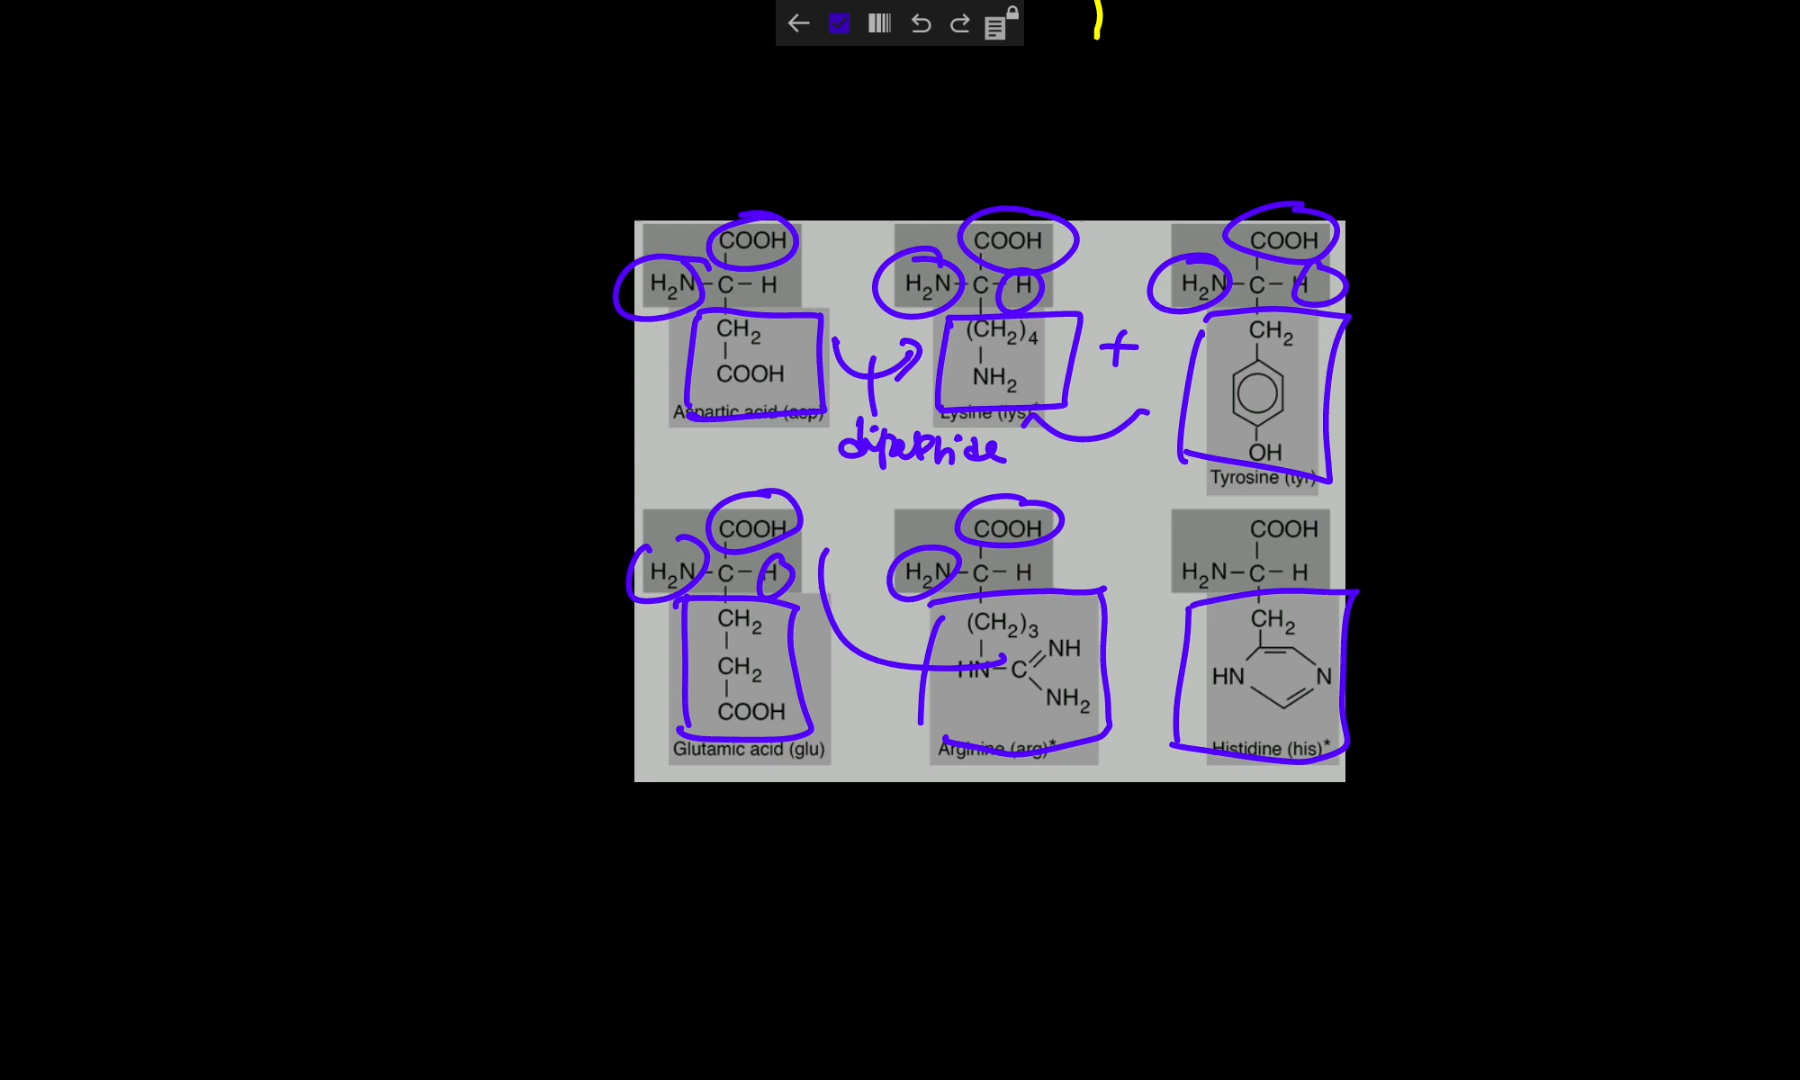 COOH COOH COOH
H2N-C-H H2N-C-H H2N-C-H
CH2 (CH2)4 CH2
COOH NH2
+
OH
Aspartic acid (asp) Lysine (lys)* Tyrosine (tyr)
dipeptide
COOH COOH COOH
H2N-C-H H2N-C-H H2N-C-H
CH2 (CH2)3 CH2
CH2 HN-C NH HN N
COOH NH2
Glutamic acid (glu) Arginine (arg)* Histidine (his)*